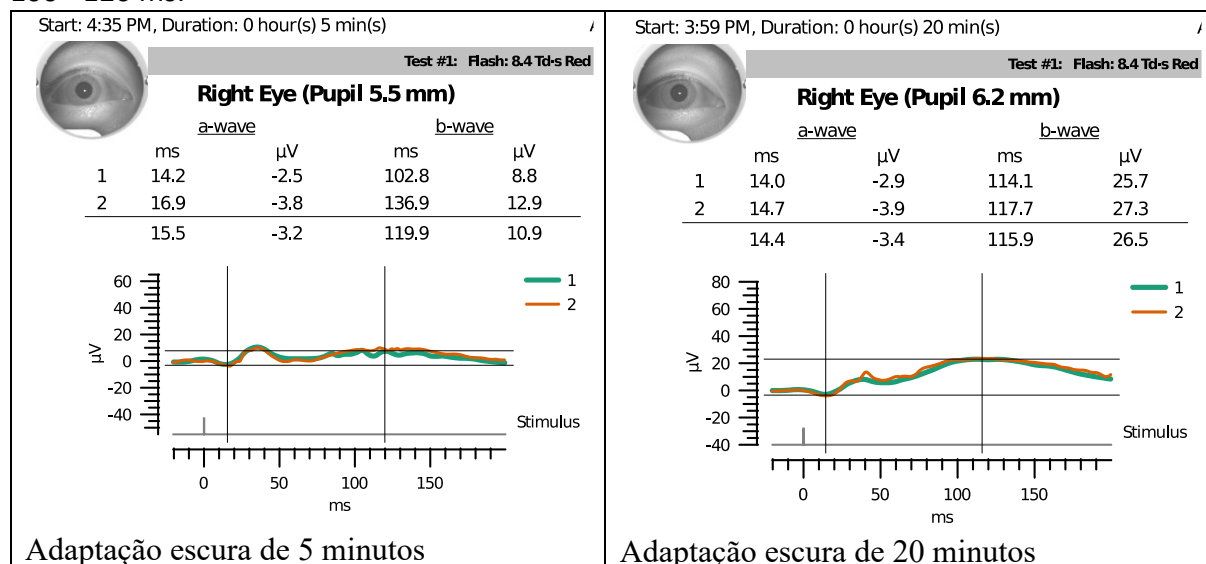 Start: 4:35 PM, Duration: 0 hour(s) 5 min(s)
Test #1: Flash: 8.4 Td·s Red
Right Eye (Pupil 5.5 mm)
a-wave b-wave
ms µV ms µV
1 14.2 -2.5 102.8 8.8
2 16.9 -3.8 136.9 12.9
15.5 -3.2 119.9 10.9
60
40
20
0
-20
-40
µV
1
2
Stimulus
0 50 100 150
ms
Adaptação escura de 5 minutos
Start: 3:59 PM, Duration: 0 hour(s) 20 min(s)
Test #1: Flash: 8.4 Td·s Red
Right Eye (Pupil 6.2 mm)
a-wave b-wave
ms µV ms µV
1 14.0 -2.9 114.1 25.7
2 14.7 -3.9 117.7 27.3
14.4 -3.4 115.9 26.5
80
60
40
20
0
-20
-40
µV
1
2
Stimulus
0 50 100 150
ms
Adaptação escura de 20 minutos